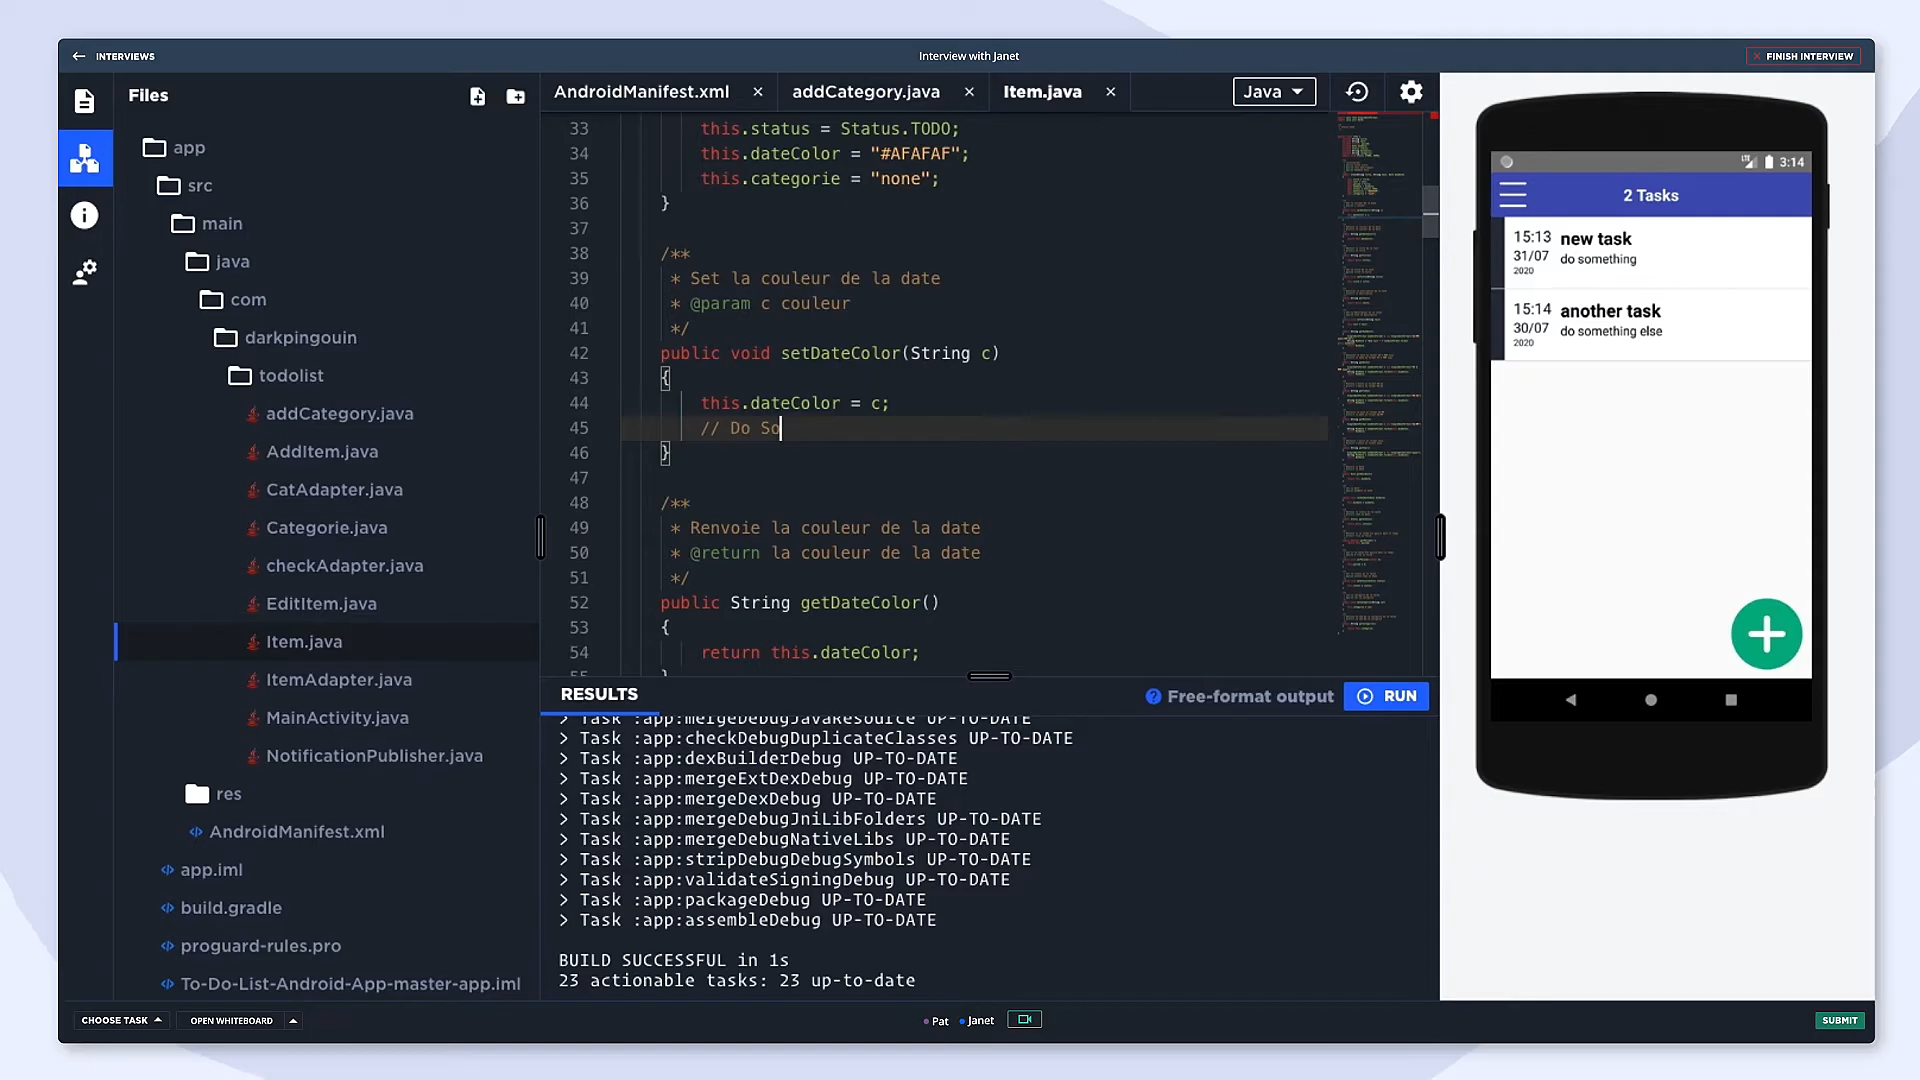 INTERVIEWS
Interview with Janet
FINISH INTERVIEW
Files
app
src
main
java
com
darkpingouin
todolist
addCategory.java
AddItem.java
CatAdapter.java
Categorie.java
checkAdapter.java
EditItem.java
Item.java
ItemAdapter.java
MainActivity.java
NotificationPublisher.java
res
AndroidManifest.xml
app.iml
build.gradle
proguard-rules.pro
To-Do-List-Android-App-master-app.iml
AndroidManifest.xml × addCategory.java × Item.java ×
Java
33 this.status = Status.TODO;
34 this.dateColor = "#AFAFAF";
35 this.categorie = "none";
36 }
37
38 /**
39 * Set la couleur de la date
40 * @param c couleur
41 */
42 public void setDateColor(String c)
43 {
44 this.dateColor = c;
45 // Do So
46 }
47
48 /**
49 * Renvoie la couleur de la date
50 * @return la couleur de la date
51 */
52 public String getDateColor()
53 {
54 return this.dateColor;
55 }
RESULTS
Free-format output
RUN
> Task :app:mergeDebugJavaResource UP-TO-DATE
> Task :app:checkDebugDuplicateClasses UP-TO-DATE
> Task :app:dexBuilderDebug UP-TO-DATE
> Task :app:mergeExtDexDebug UP-TO-DATE
> Task :app:mergeDexDebug UP-TO-DATE
> Task :app:mergeDebugJniLibFolders UP-TO-DATE
> Task :app:mergeDebugNativeLibs UP-TO-DATE
> Task :app:stripDebugDebugSymbols UP-TO-DATE
> Task :app:validateSigningDebug UP-TO-DATE
> Task :app:packageDebug UP-TO-DATE
> Task :app:assembleDebug UP-TO-DATE
BUILD SUCCESSFUL in 1s
23 actionable tasks: 23 up-to-date
LTE 3:14
2 Tasks
15:13 new task
31/07 do something
2020
15:14 another task
30/07 do something else
2020
CHOOSE TASK
OPEN WHITEBOARD
Pat
Janet
SUBMIT